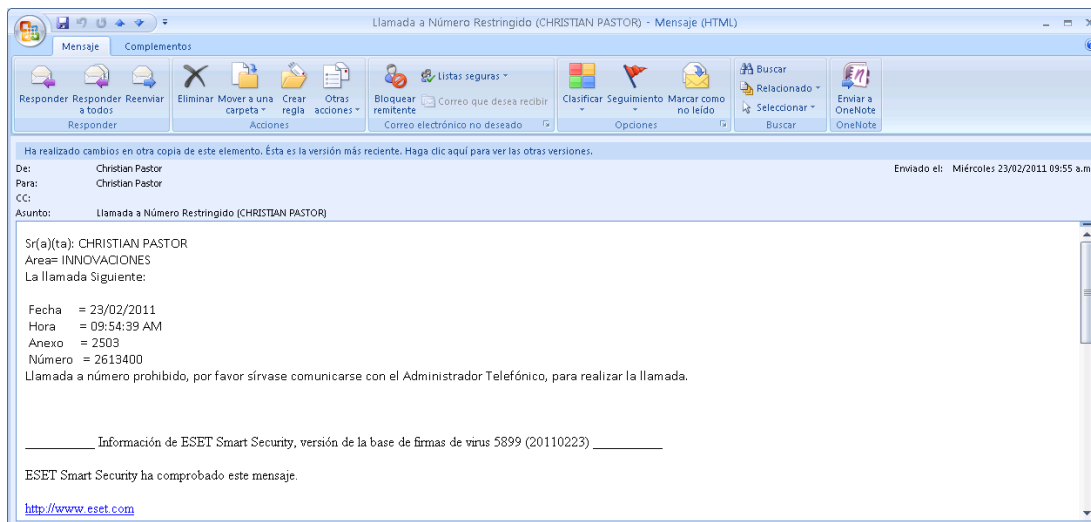 Llamada a Número Restringido (CHRISTIAN PASTOR) - Mensaje (HTML)
Mensaje Complementos
Responder Responder a todos Reenviar Eliminar Mover a una carpeta Crear regla Otras acciones Bloquear remitente Listas seguras Correo que desea recibir Clasificar Seguimiento Marcar como no leído Buscar Relacionado Seleccionar Enviar a OneNote
Responder Acciones Correo electrónico no deseado Opciones Buscar OneNote
Ha realizado cambios en otra copia de este elemento. Ésta es la versión más reciente. Haga clic aquí para ver las otras versiones.
De: Christian Pastor Enviado el: Miércoles 23/02/2011 09:55 a.m
Para: Christian Pastor
CC:
Asunto: Llamada a Número Restringido (CHRISTIAN PASTOR)
Sr(a)(ta): CHRISTIAN PASTOR
Area= INNOVACIONES
La llamada Siguiente:
Fecha = 23/02/2011
Hora = 09:54:39 AM
Anexo = 2503
Número = 2613400
Llamada a número prohibido, por favor sírvase comunicarse con el Administrador Telefónico, para realizar la llamada.
__________ Información de ESET Smart Security, versión de la base de firmas de virus 5899 (20110223) __________
ESET Smart Security ha comprobado este mensaje.
http://www.eset.com